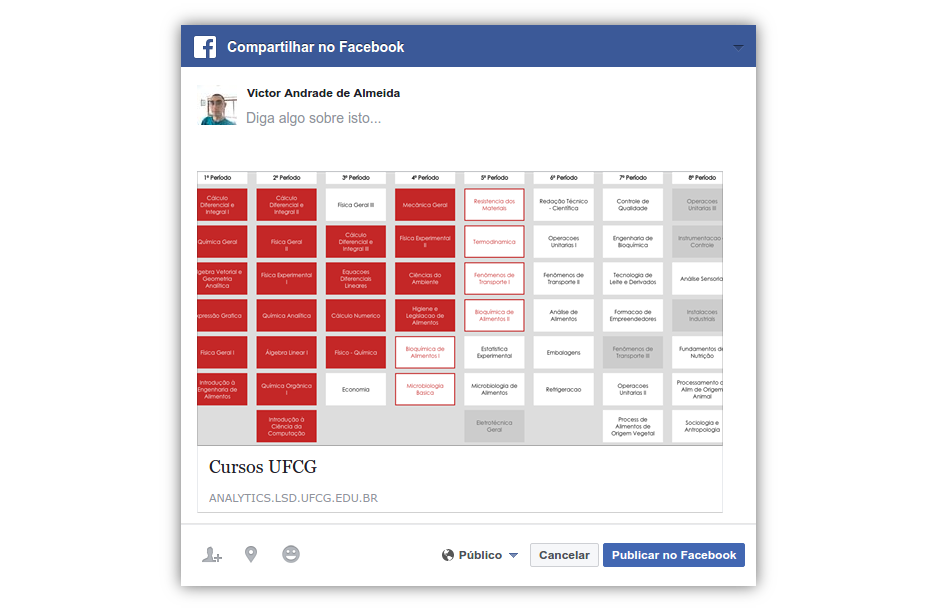 Compartilhar no Facebook
Victor Andrade de Almeida
Diga algo sobre isto...
1º Período 2º Período 3º Período 4º Período 5º Período 6º Período 7º Período 8º Período
Cálculo
Diferencial e
Integral I
Cálculo
Diferencial e
Integral II
Física Geral III
Mecânica Geral
Resistencia dos
Materiais
Redação Técnico
- Científica
Controle de
Qualidade
Operacoes
Unitarias III
Química Geral
Física Geral
II
Cálculo
Diferencial e
Integral III
Física Experimental
II
Termodinamica
Operacoes
Unitarias I
Engenharia de
Bioquímica
Instrumentacao
Controle
gebra Vetorial e
Geometria
Analítica
Física Experimental
I
Equacoes
Diferenciais
Lineares
Ciências do
Ambiente
Fenômenos de
Transporte I
Fenômenos de
Transporte II
Tecnologia de
Leite e Derivados
Análise Sensoria
xpressão Grafica
Química Analítica
Cálculo Numerico
Higiene e
Legislacao de
Alimentos
Bioquímica de
Alimentos II
Análise de
Alimentos
Formacao de
Empreendedores
Instalacoes
Industriais
Física Geral I
Álgebra Linear I
Físico - Química
Bioquímica de
Alimentos I
Estatística
Experimental
Embalagens
Fenômenos de
Transporte III
Fundamentos de
Nutrição
Introdução à
Engenharia de
Alimentos
Química Orgânica
I
Economia
Microbiologia
Basica
Microbiologia de
Alimentos
Refrigeracao
Operacoes
Unitarias II
Processamento d
Alim de Origem
Animal
Introdução à
Ciência da
Computação
Eletrotécnica
Geral
Process de
Alimentos de
Origem Vegetal
Sociologia e
Antropologia
Cursos UFCG
ANALYTICS.LSD.UFCG.EDU.BR
Público Cancelar Publicar no Facebook